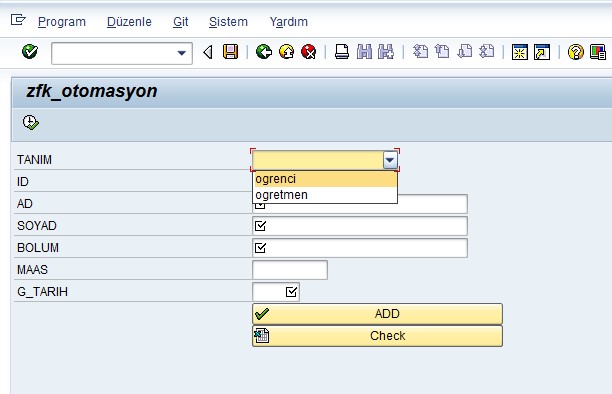 Program Düzenle Git Sistem Yardım
zfk_otomasyon
TANIM
ogrenci
ID
ogretmen
AD
SOYAD
BOLUM
MAAS
G_TARIH
ADD
Check